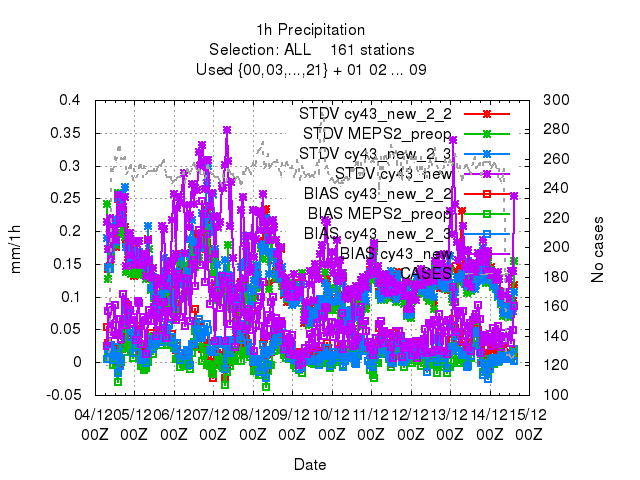 1h Precipitation
Selection: ALL    161 stations
Used {00,03,...,21} + 01 02 ... 09
0.4
0.35
0.3
0.25
0.2
0.15
0.1
0.05
0
-0.05
mm/1h
300
280
260
240
220
200
180
160
140
120
100
No cases
STDV cy43_new_2_2
STDV MEPS2_preop
STDV cy43_new_2_3
STDV cy43_new
BIAS cy43_new_2_2
BIAS MEPS2_preop
BIAS cy43_new_2_3
BIAS cy43_new
CASES
04/12 05/12 06/12 07/12 08/12 09/12 10/12 11/12 12/12 13/12 14/12 15/12
00Z 00Z 00Z 00Z 00Z 00Z 00Z 00Z 00Z 00Z 00Z 00Z
Date